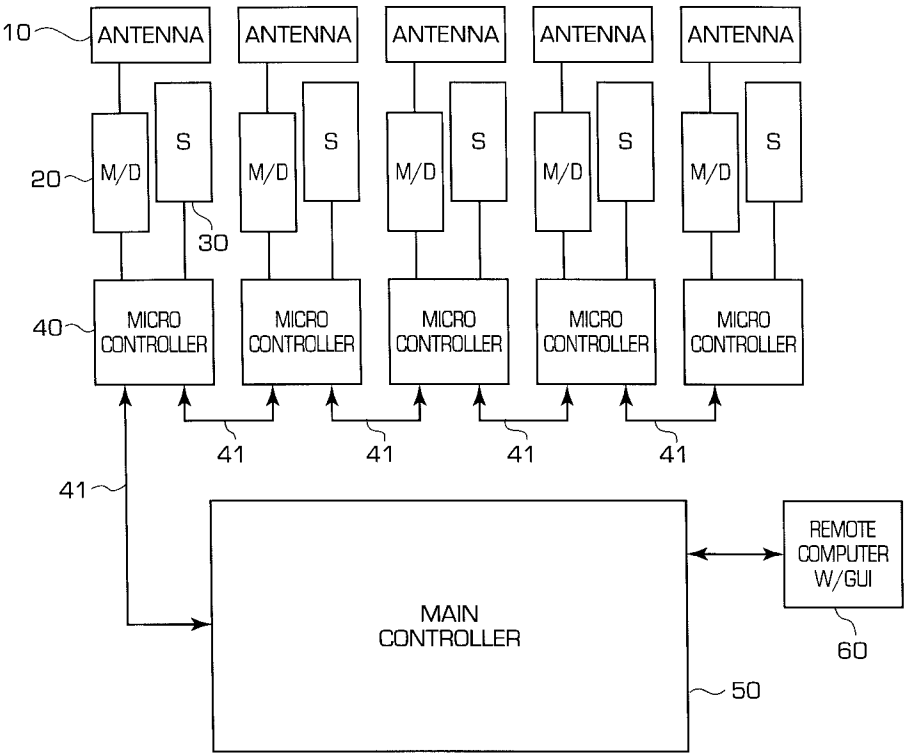 10 ANTENNA ANTENNA ANTENNA ANTENNA ANTENNA
S S S S S
20 M/D M/D M/D M/D M/D
30
40 MICRO CONTROLLER
MICRO CONTROLLER
MICRO CONTROLLER
MICRO CONTROLLER
MICRO CONTROLLER
41 41 41 41
41
REMOTE
COMPUTER
W/GUI
MAIN
CONTROLLER
60
50